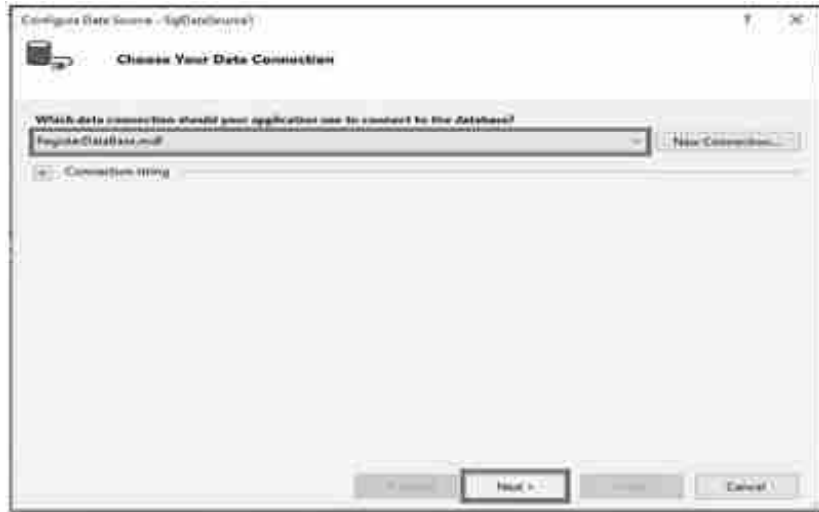 Configure Data Source - SqlDataSource1
? ×
Choose Your Data Connection
Which data connection should your application use to connect to the database?
RegisterDataBase.mdf
New Connection...
+ Connection string
Next >
Cancel